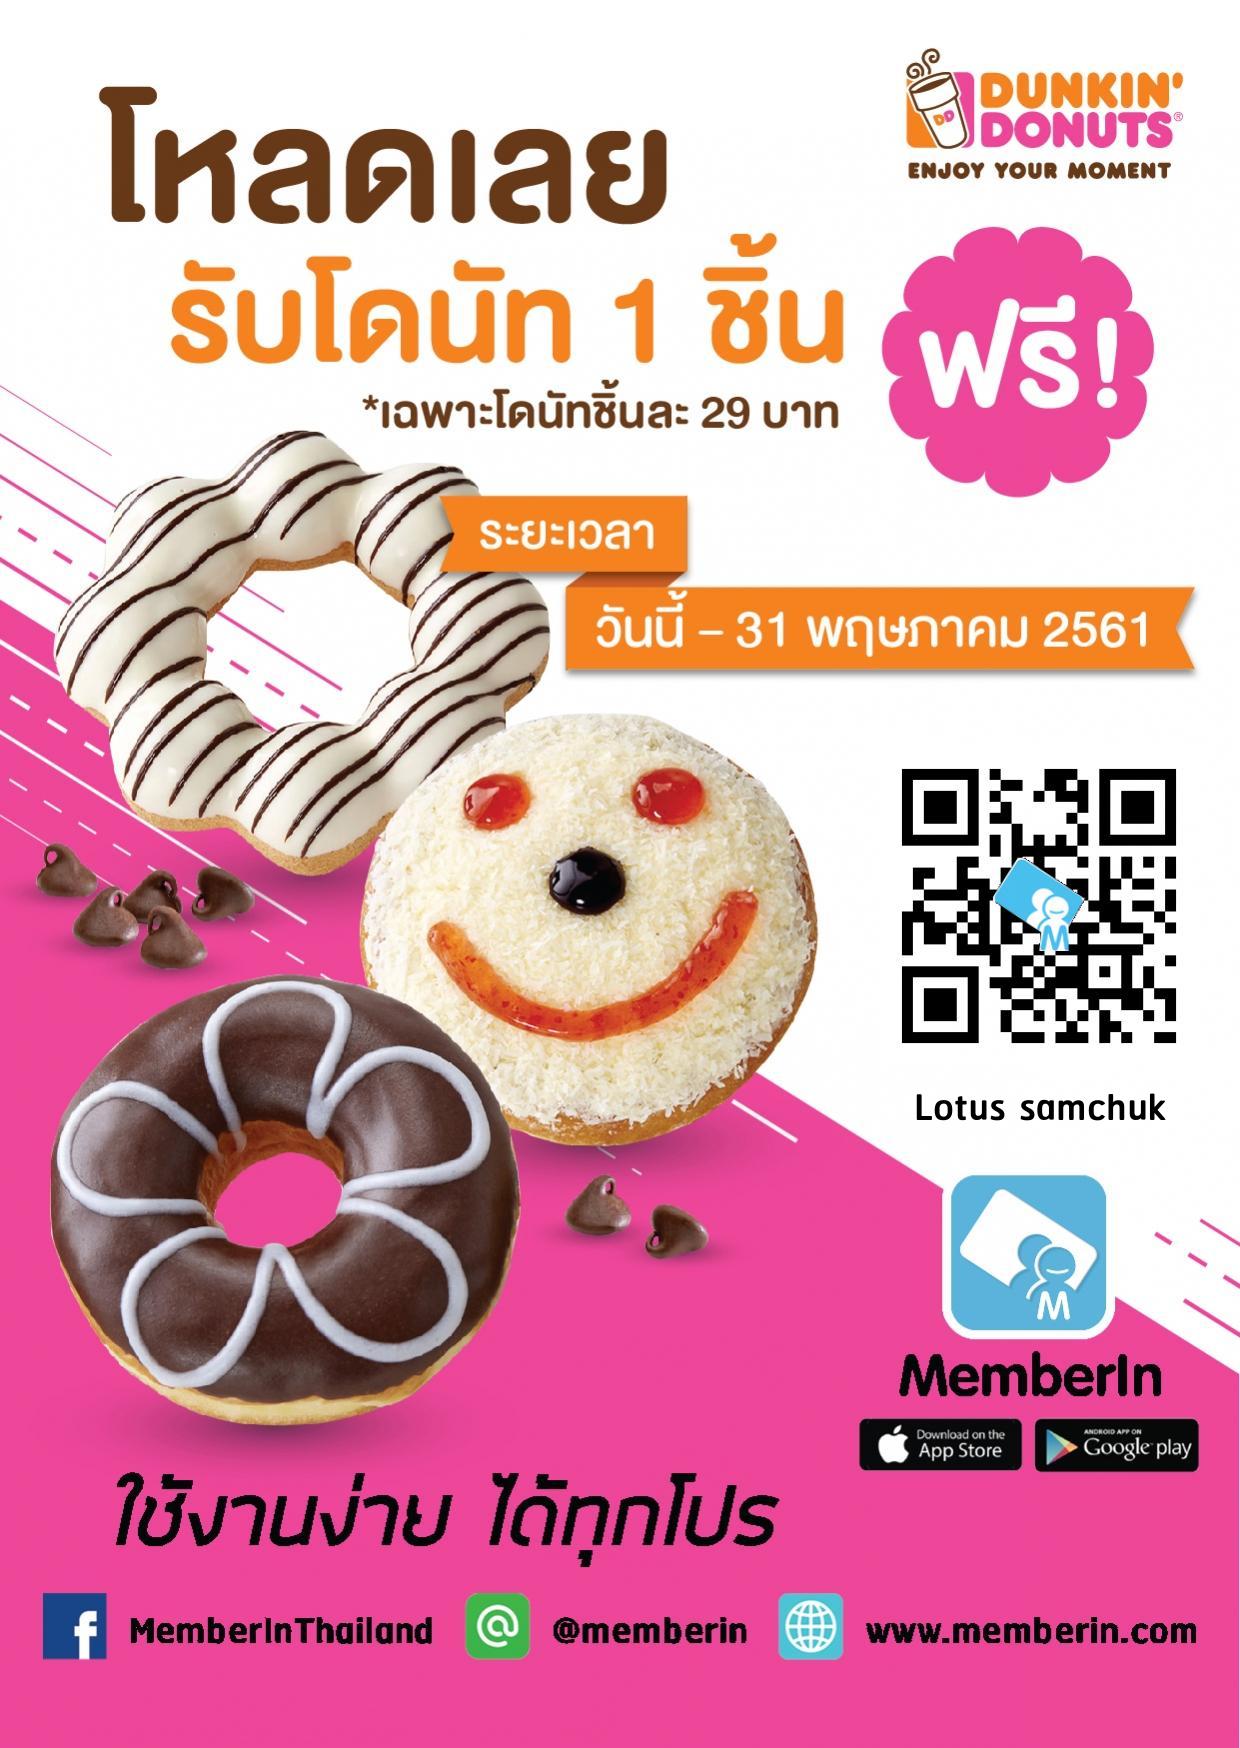 DUNKIN'
DONUTS®
ENJOY YOUR MOMENT
โหลดเลย
รับโดนัท 1 ชิ้น
ฟรี!
*เฉพาะโดนัทชิ้นละ 29 บาท
ระยะเวลา
วันนี้ – 31 พฤษภาคม 2561
M
Lotus samchuk
M
MemberIn
Download on the
App Store
ANDROID APP ON
Google play
ใช้งานง่าย ได้ทุกโปร
MemberInThailand
@memberin
www.memberin.com